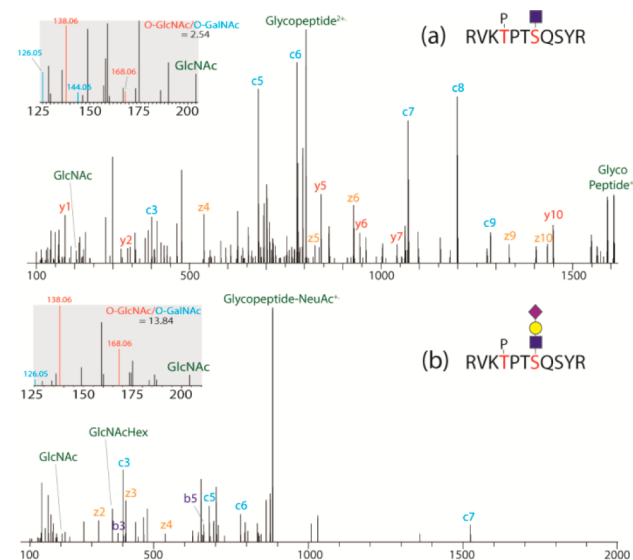 138.06
O-GlcNAc/O-GalNAc
= 2.54
126.05
GlcNAc
168.06
144.06
125 150 175 200
Glycopeptide²⁺·
(a)
P
RVKTPTSQSYR
c6
c5
c7
c8
GlcNAc
y1
y2
c3
z4
z5
y5
z6
y6
y7
c9
z9
z10
y10
Glyco
Peptide⁺
100 500 1000 1500
138.06
O-GlcNAc/O-GalNAc
= 13.84
168.06
126.05
GlcNAc
125 150 175 200
Glycopeptide-NeuAc⁺·
(b)
P
RVKTPTSQSYR
GlcNAcHex
GlcNAc
c3
z3
z2
b3
z4
b5
c5
c6
c7
100 500 1000 1500 2000